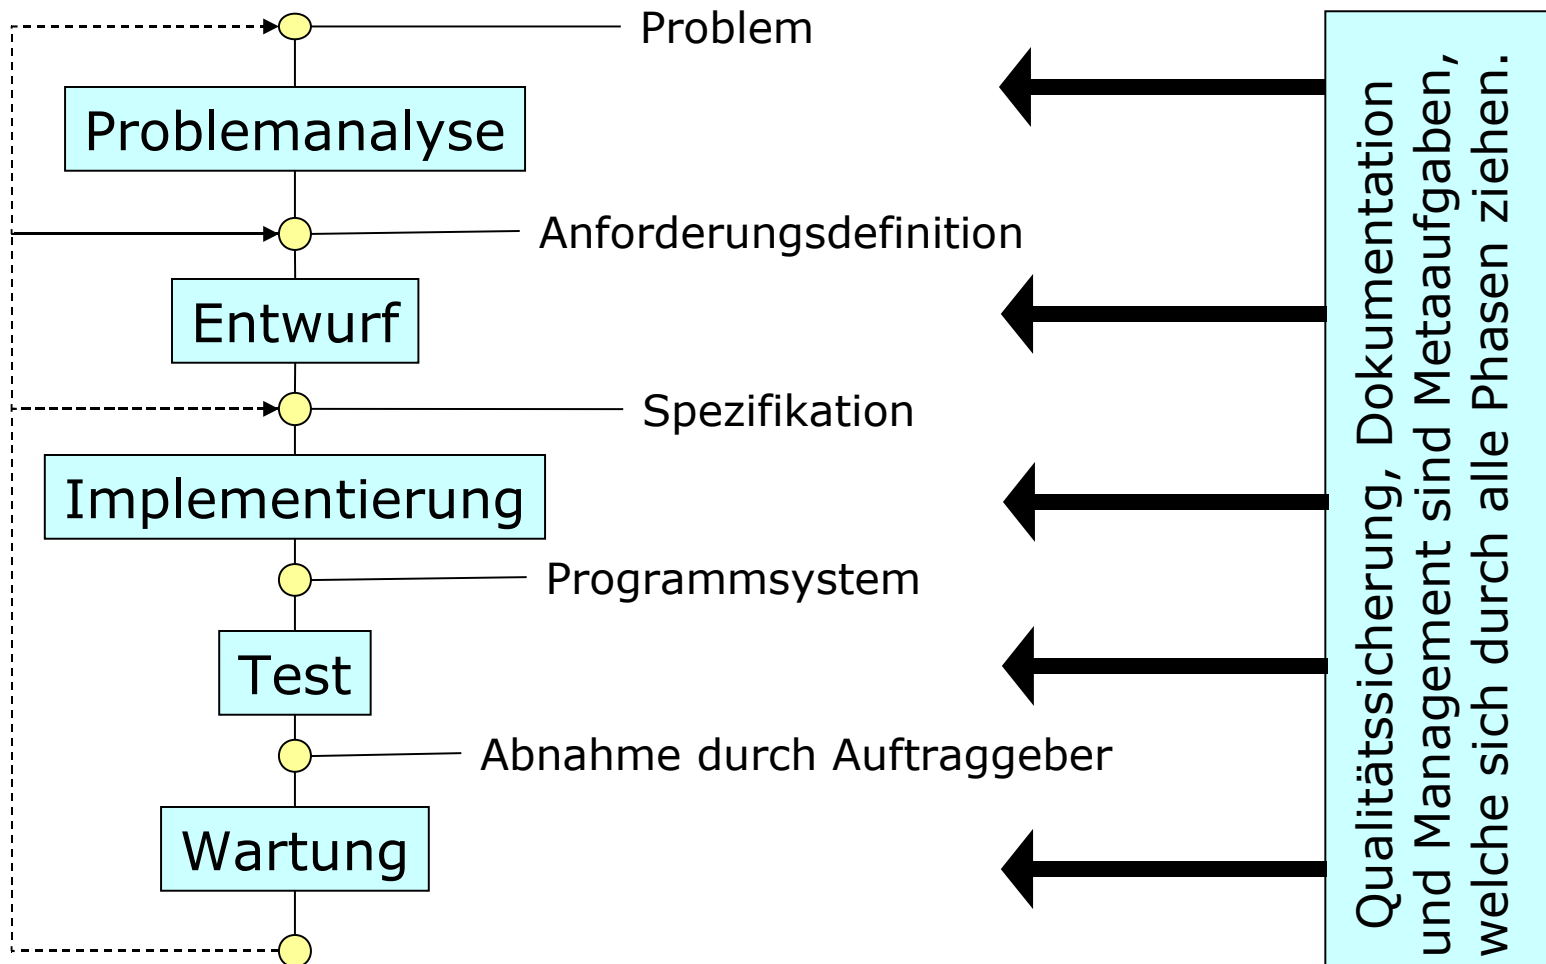 Problem
Problemanalyse
Anforderungsdefinition
Entwurf
Spezifikation
Implementierung
Programmsystem
Test
Abnahme durch Auftraggeber
Wartung
Qualitätssicherung, Dokumentation
und Management sind Metaaufgaben,
welche sich durch alle Phasen ziehen.